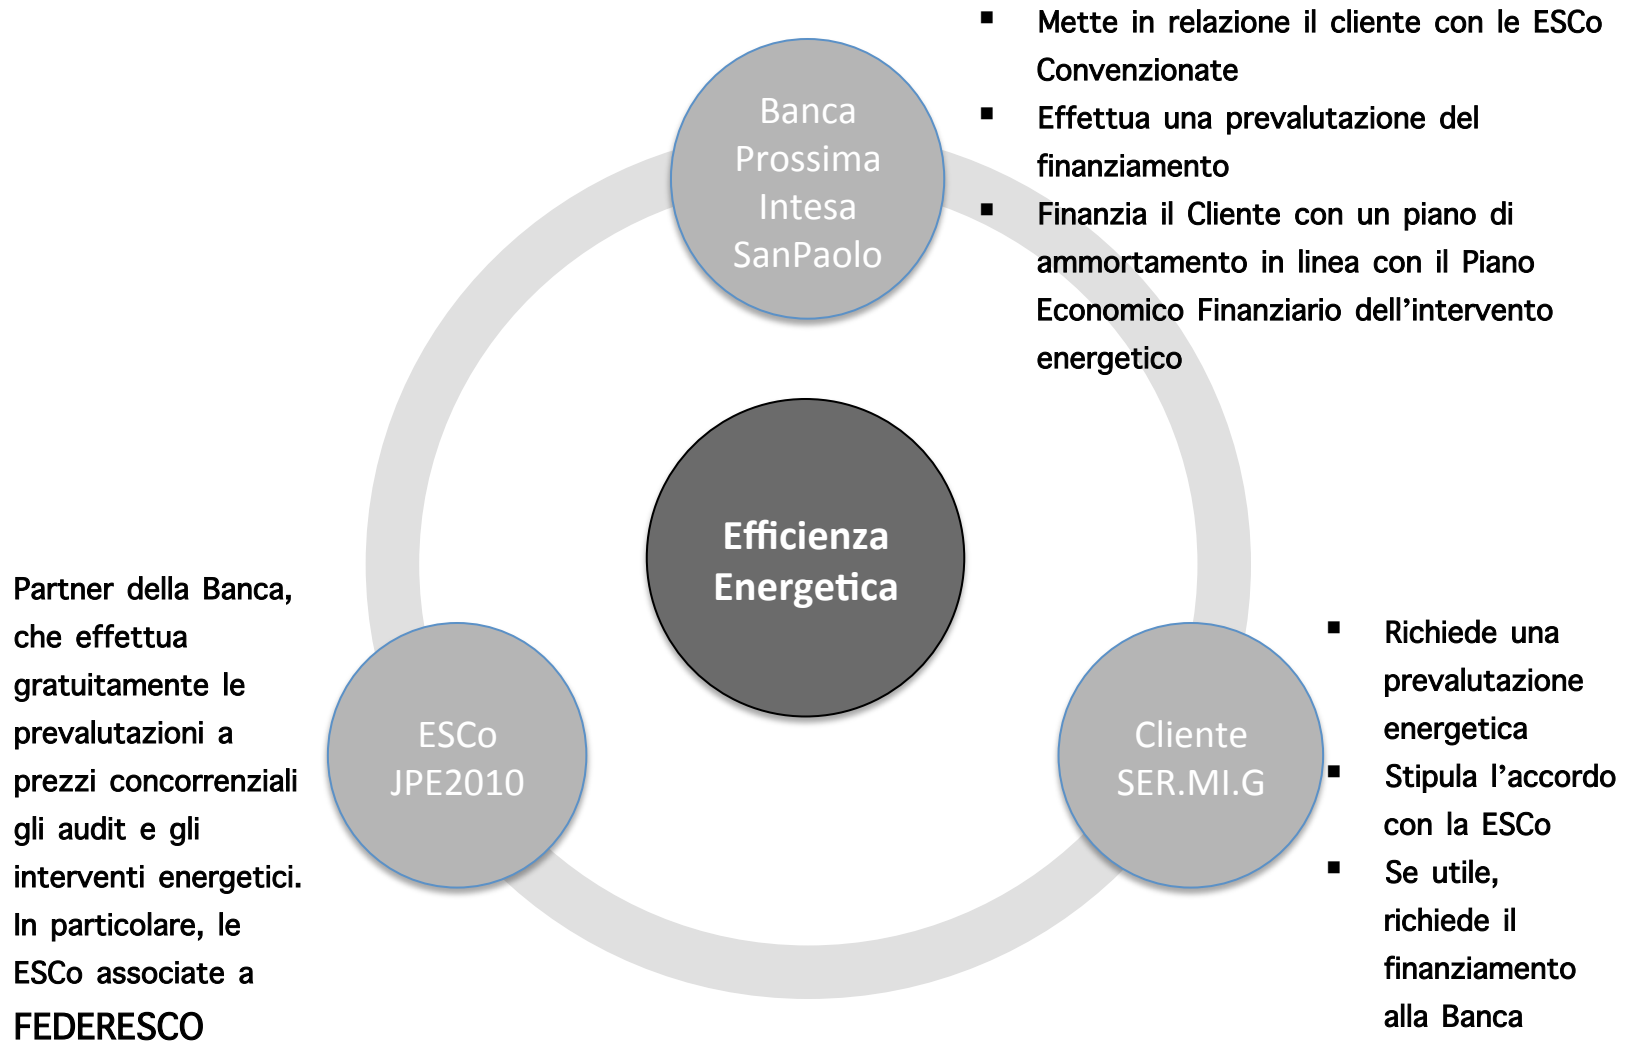 ▪ Mette in relazione il cliente con le ESCo
Convenzionate
▪ Effettua una prevalutazione del
finanziamento
▪ Finanzia il Cliente con un piano di
ammortamento in linea con il Piano
Economico Finanziario dell’intervento
energetico
Banca
Prossima
Intesa
SanPaolo
Efficienza
Energetica
Partner della Banca,
che effettua
gratuitamente le
prevalutazioni a
prezzi concorrenziali
gli audit e gli
interventi energetici.
In particolare, le
ESCo associate a
FEDERESCO
ESCo
JPE2010
Cliente
SER.MI.G
▪ Richiede una
prevalutazione
energetica
▪ Stipula l’accordo
con la ESCo
▪ Se utile,
richiede il
finanziamento
alla Banca